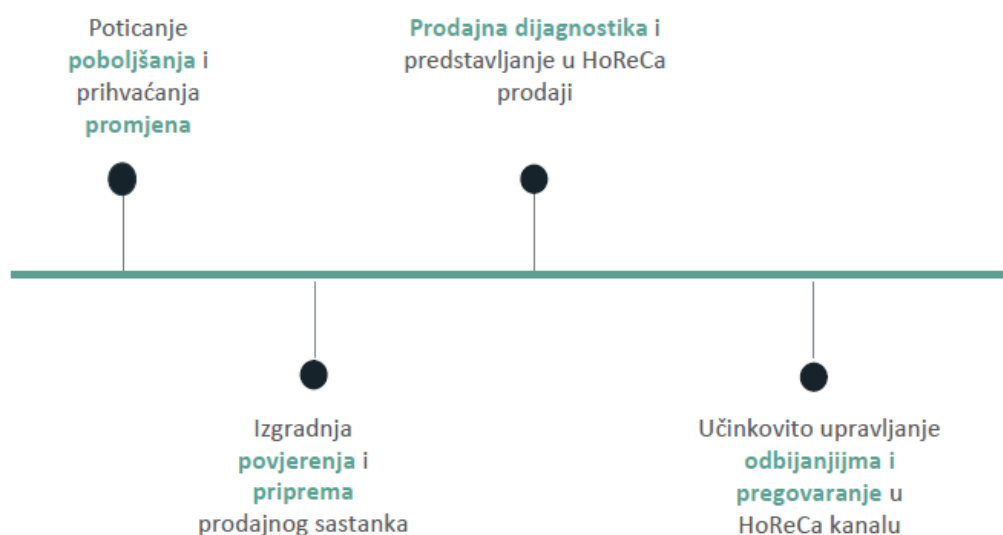 Poticanje
poboljšanja i
prihvaćanja
promjena
Prodajna dijagnostika i
predstavljanje u HoReCa
prodaji
Izgradnja
povjerenja i
priprema
prodajnog sastanka
Učinkovito upravljanje
odbijanjijma i
pregovaranje u
HoReCa kanalu